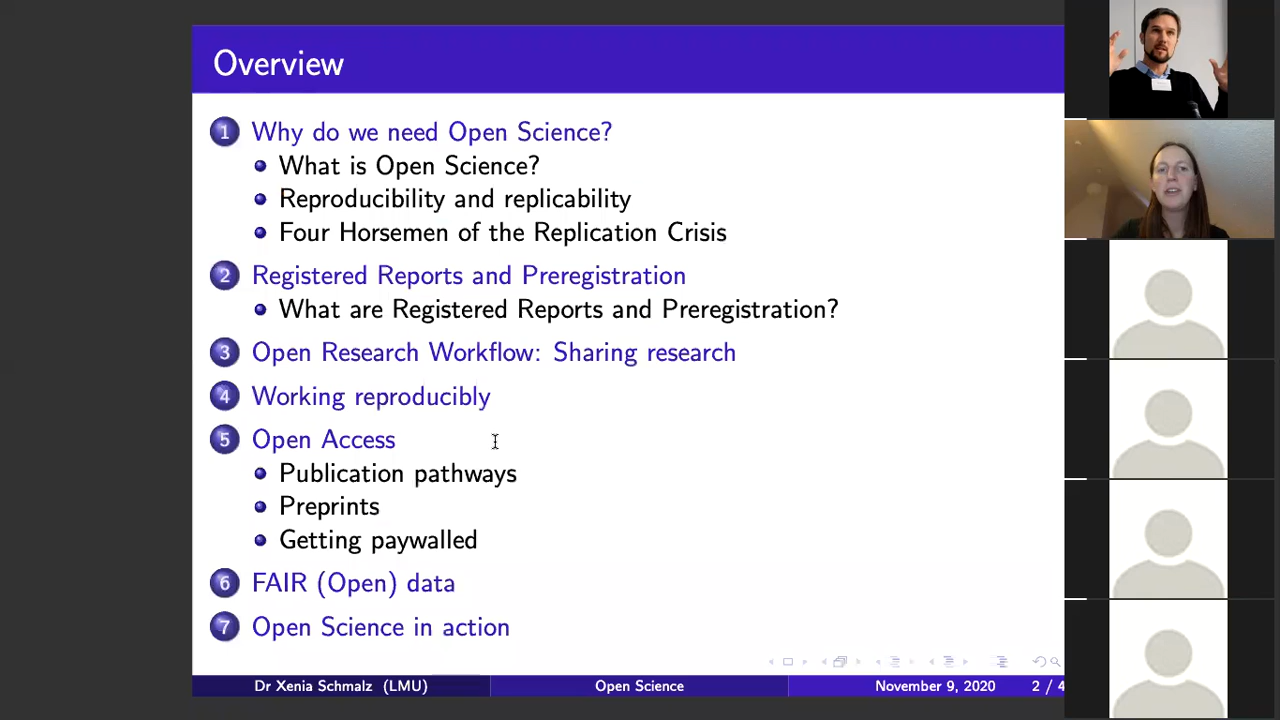 Overview
1 Why do we need Open Science?
What is Open Science?
Reproducibility and replicability
Four Horsemen of the Replication Crisis
2 Registered Reports and Preregistration
What are Registered Reports and Preregistration?
3 Open Research Workflow: Sharing research
4 Working reproducibly
5 Open Access
Publication pathways
Preprints
Getting paywalled
6 FAIR (Open) data
7 Open Science in action
Dr Xenia Schmalz (LMU) Open Science November 9, 2020 2 / 4